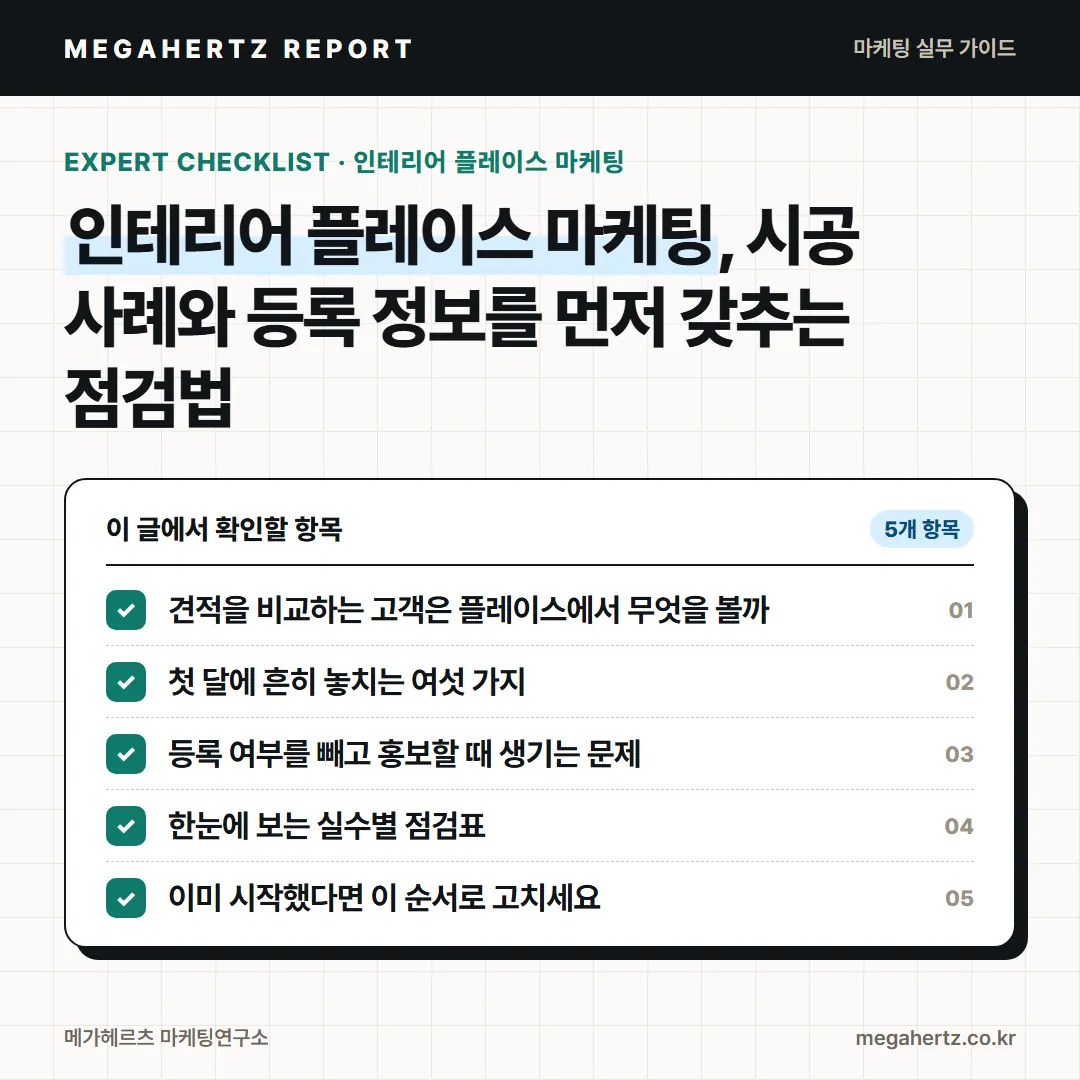 MEGAHERTZ REPORT
마케팅 실무 가이드
EXPERT CHECKLIST · 인테리어 플레이스 마케팅
인테리어 플레이스 마케팅, 시공
사례와 등록 정보를 먼저 갖추는
점검법
이 글에서 확인할 항목
5개 항목
견적을 비교하는 고객은 플레이스에서 무엇을 볼까
01
첫 달에 흔히 놓치는 여섯 가지
02
등록 여부를 빼고 홍보할 때 생기는 문제
03
한눈에 보는 실수별 점검표
04
이미 시작했다면 이 순서로 고치세요
05
메가헤르츠 마케팅연구소
megahertz.co.kr